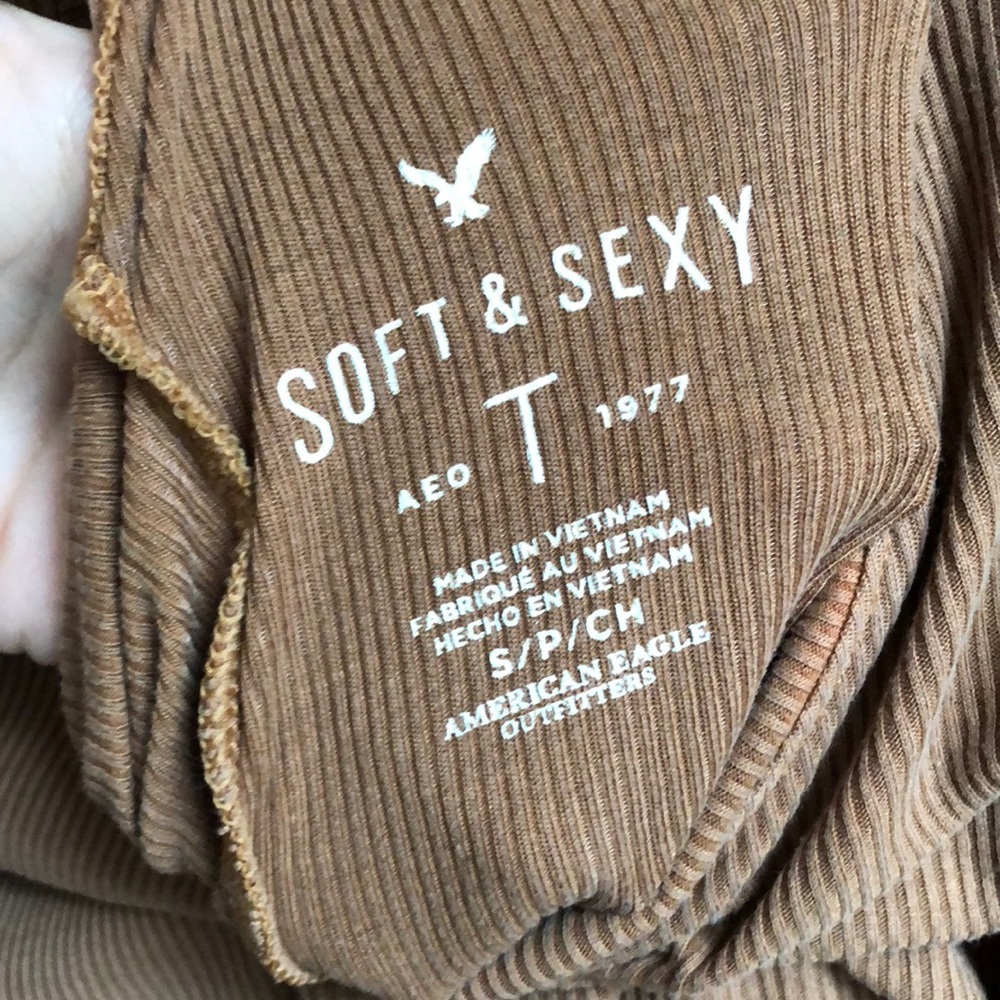 SOFT & SEXY
AEO T 1977
MADE IN VIETNAM
FABRIQUÉ AU VIETNAM
HECHO EN VIETNAM
S/P/CH
AMERICAN EAGLE
OUTFITTERS